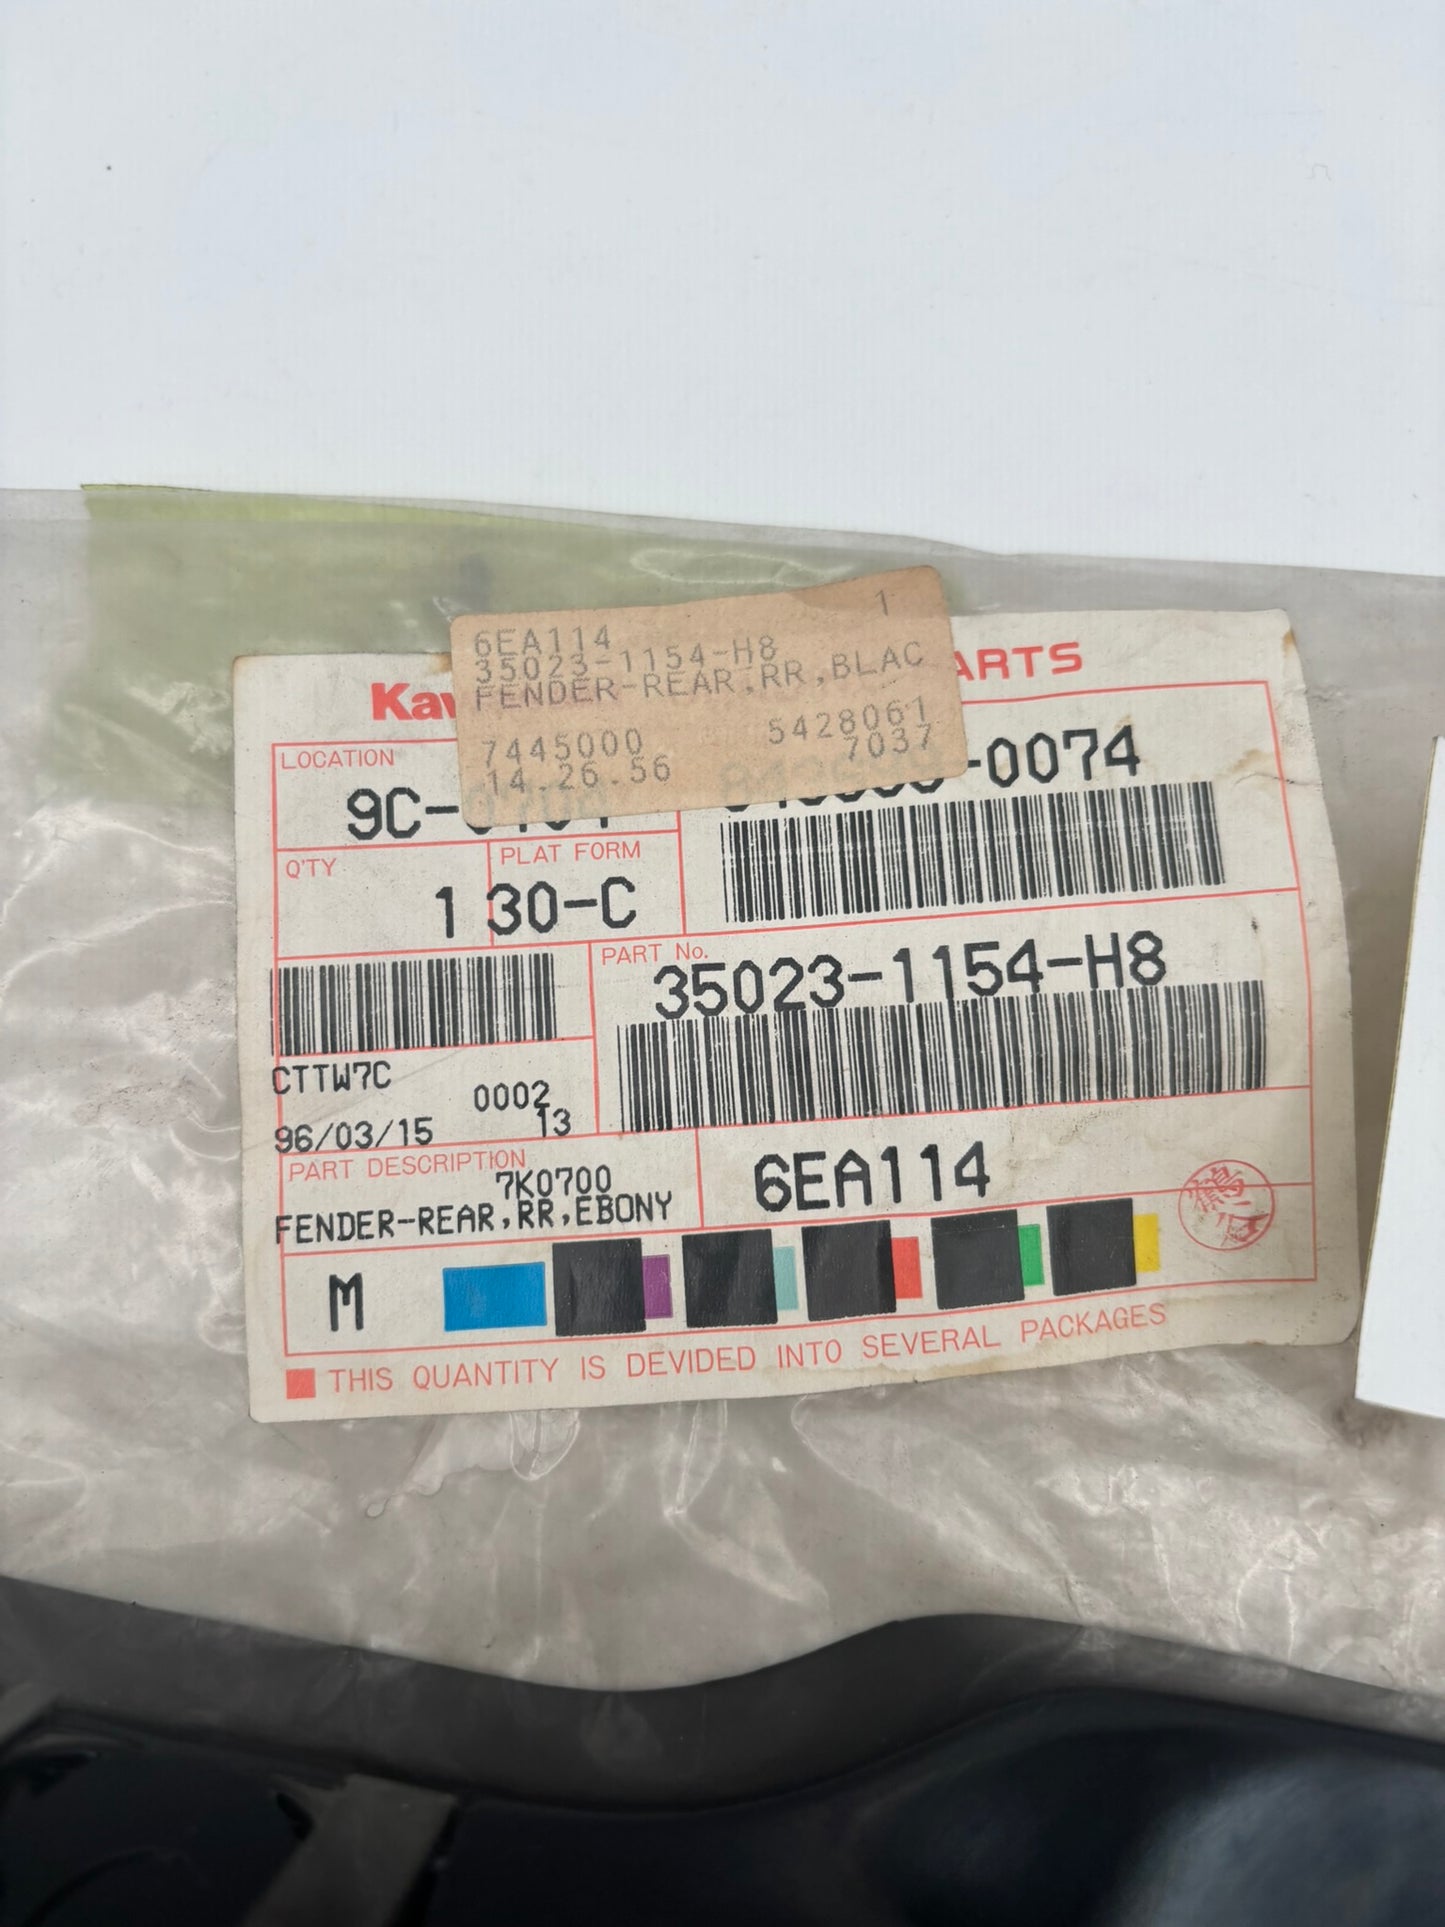 1
6EA114
35023-1154-H8
FENDER-REAR,RR,BLAC
7445000 5428061
14.26.56 7037
Kaw ARTS
LOCATION
9C- -0074
Q'TY PLAT FORM
1 30-C
PART No.
35023-1154-H8
CTTW7C
0002
96/03/15 13
PART DESCRIPTION
7K0700
FENDER-REAR,RR,EBONY
6EA114
M
THIS QUANTITY IS DEVIDED INTO SEVERAL PACKAGES